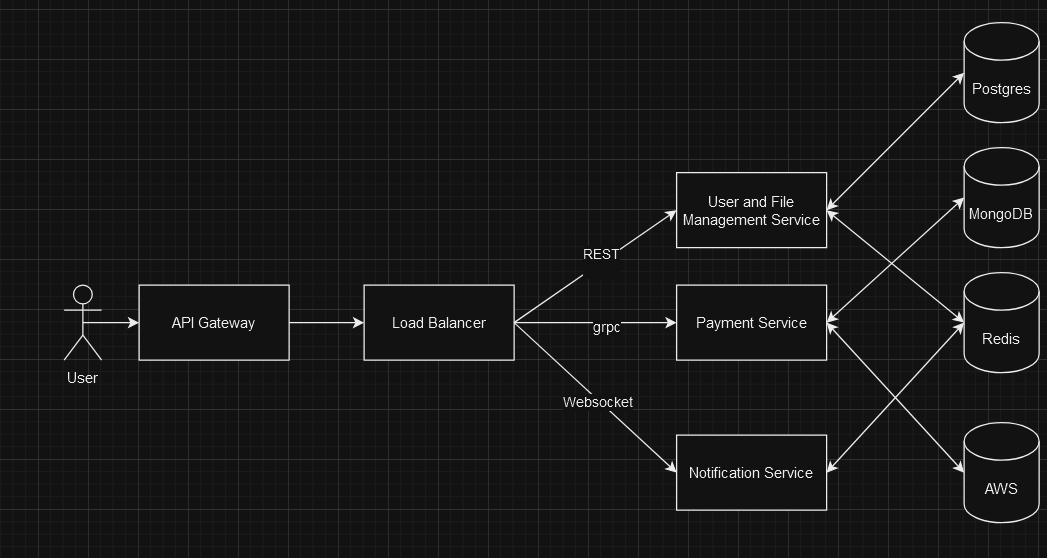 Postgres
User and File
Management Service
MongoDB
REST
User
API Gateway
Load Balancer
grpc
Payment Service
Redis
Websocket
Notification Service
AWS